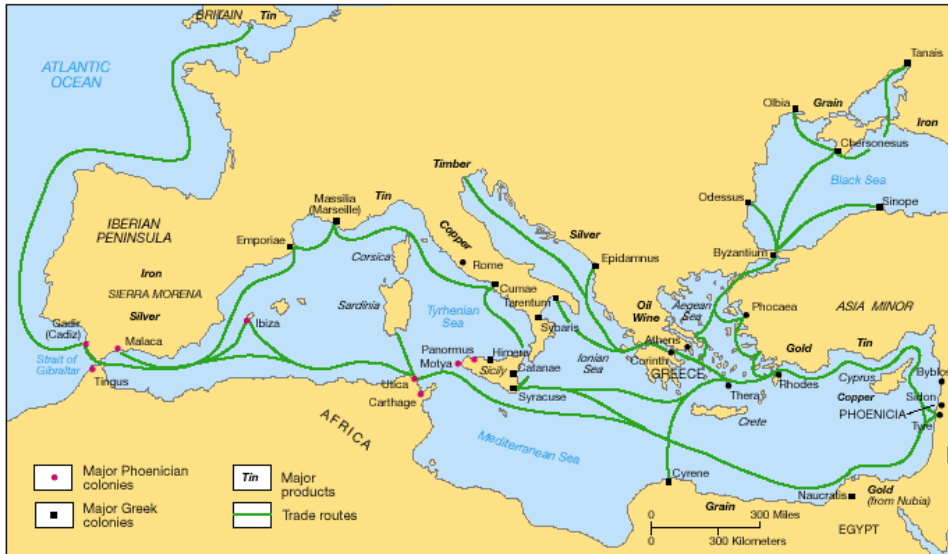 BRITAIN
Tin
ATLANTIC
OCEAN
Tanais
Olbia
Grain
Iron
Chersonesus
Black Sea
Timber
Massilia
(Marseille)
Tin
Odessus
Sinope
IBERIAN
PENINSULA
Emporiae
Corsica
Copper
Rome
Silver
Epidamnus
Byzantium
Iron
SIERRA MORENA
Silver
Sardinia
Cumae
Tarentum
Tyrrhenian
Sea
Oil
Wine
Aegean
Sea
Phocaea
ASIA MINOR
Gadir
(Cadiz)
Malaca
Ibiza
Sybaris
Athens
Corinth
GREECE
Gold
Tin
Strait of
Gibraltar
Tingus
Panormus
Motya
Himera
Sicily
Catanae
Syracuse
Ionian
Sea
Thera
Rhodes
Cyprus
Copper
Byblos
Sidon
PHOENICIA
Tyre
Utica
Carthage
AFRICA
Crete
Mediterranean Sea
Cyrene
Grain
Naucratis
Gold
(from Nubia)
EGYPT
Major Phoenician
colonies
Tin
Major
products
Major Greek
colonies
Trade routes
0 300 Miles
0 300 Kilometers